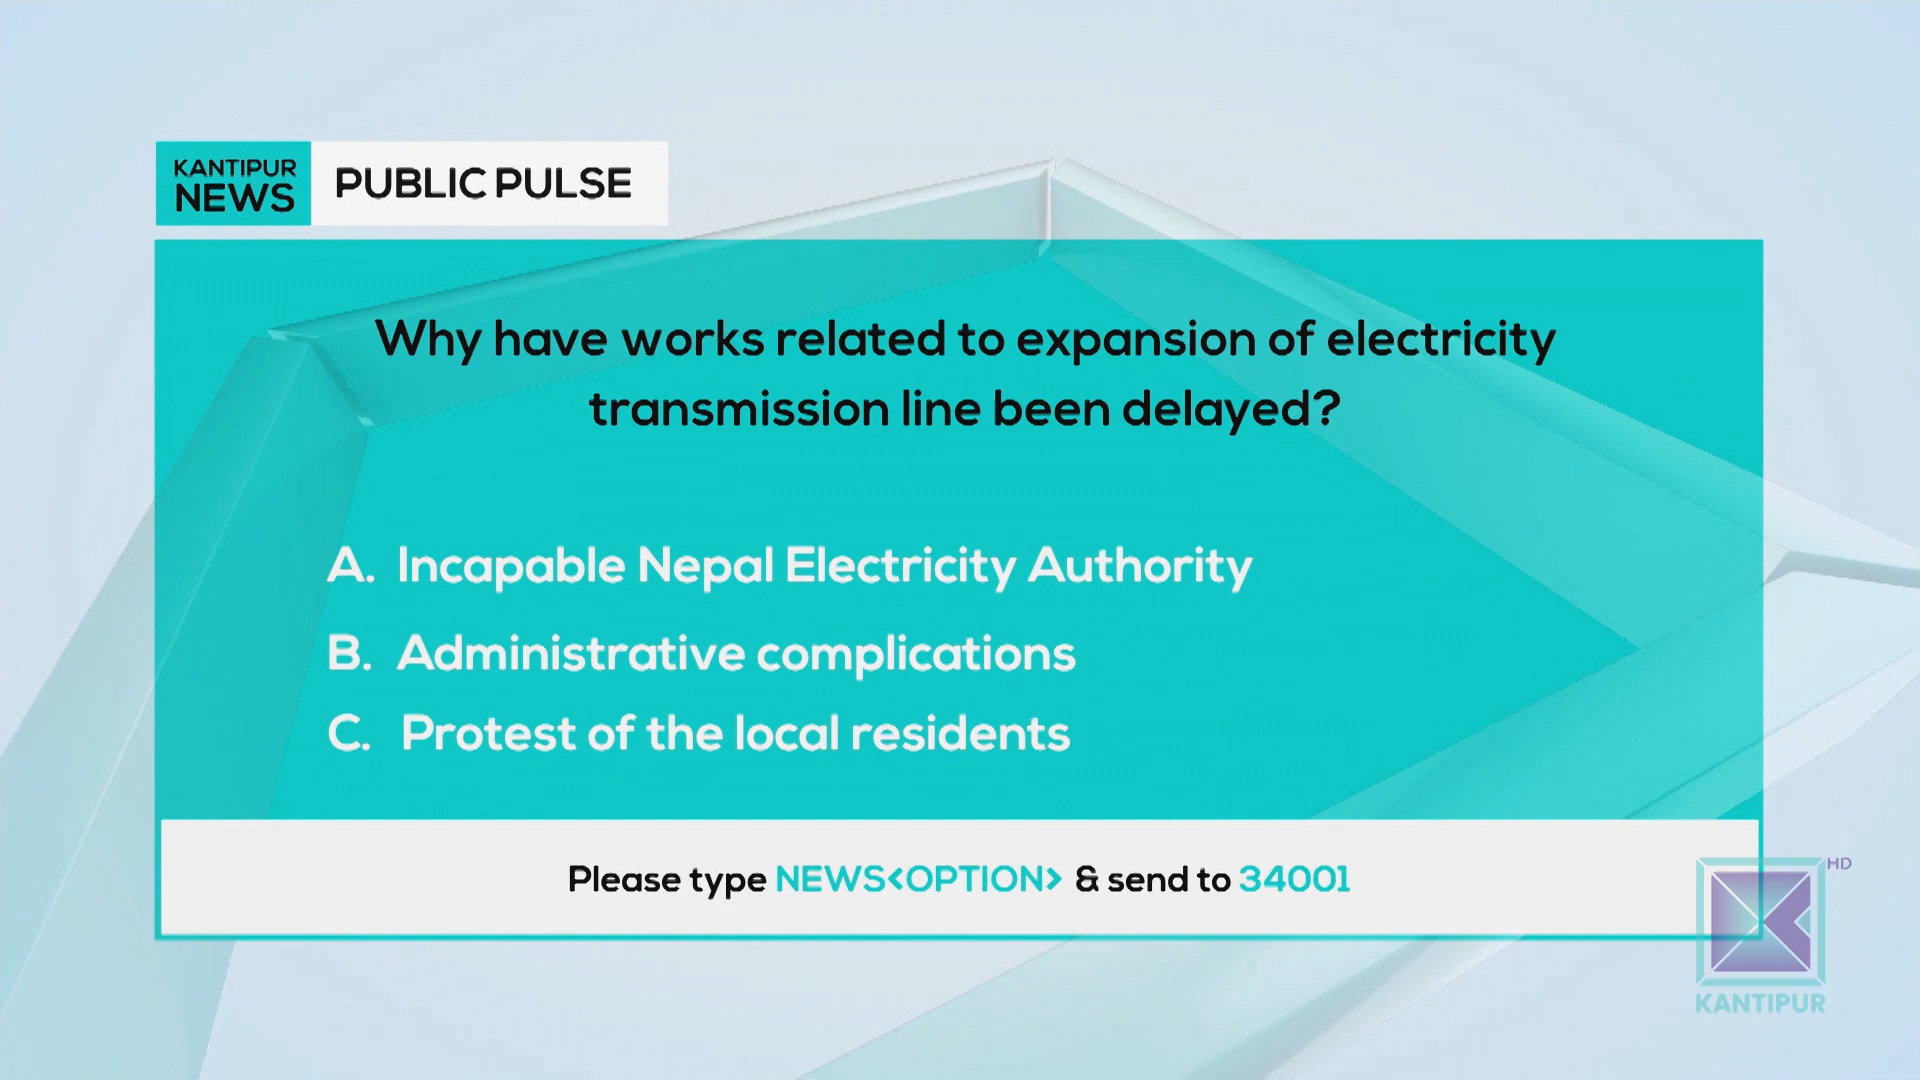 KANTIPUR
NEWS
PUBLIC PULSE
Why have works related to expansion of electricity
transmission line been delayed?
A. Incapable Nepal Electricity Authority
B. Administrative complications
C. Protest of the local residents
Please type NEWS<OPTION> & send to 34001
HD
KANTIPUR